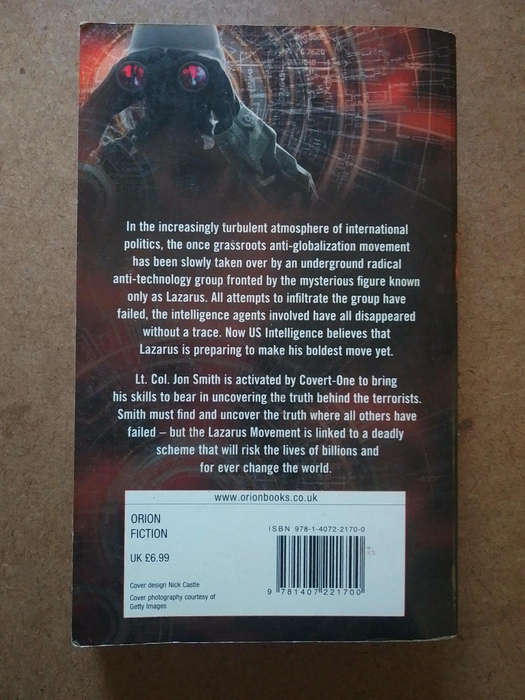 In the increasingly turbulent atmosphere of international
politics, the once grassroots anti-globalization movement
has been slowly taken over by an underground radical
anti-technology group fronted by the mysterious figure known
only as Lazarus. All attempts to infiltrate the group have
failed, the intelligence agents involved have all disappeared
without a trace. Now US Intelligence believes that
Lazarus is preparing to make his boldest move yet.
Lt. Col. Jon Smith is activated by Covert-One to bring
his skills to bear in uncovering the truth behind the terrorists.
Smith must find and uncover the truth where all others have
failed – but the Lazarus Movement is linked to a deadly
scheme that will risk the lives of billions and
for ever change the world.
www.orionbooks.co.uk
ORION
FICTION
UK £6.99
Cover design Nick Castle
Cover photography courtesy of
Getty Images
ISBN 978-1-4072-2170-0
9 781407 221700